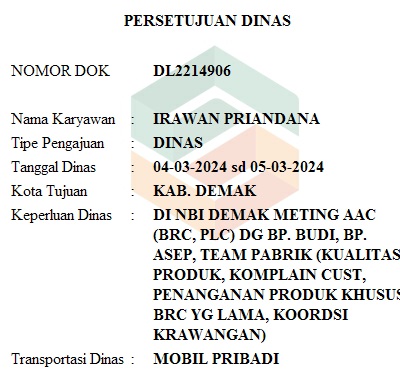 PERSETUJUAN DINAS
NOMOR DOK DL2214906
Nama Karyawan : IRAWAN PRIANDANA
Tipe Pengajuan : DINAS
Tanggal Dinas : 04-03-2024 sd 05-03-2024
Kota Tujuan : KAB. DEMAK
Keperluan Dinas : DI NBI DEMAK METING AAC
(BRC, PLC) DG BP. BUDI, BP.
ASEP, TEAM PABRIK (KUALITAS
PRODUK, KOMPLAIN CUST,
PENANGANAN PRODUK KHUSUS
BRC YG LAMA, KOORDSI
KRAWANGAN)
Transportasi Dinas : MOBIL PRIBADI